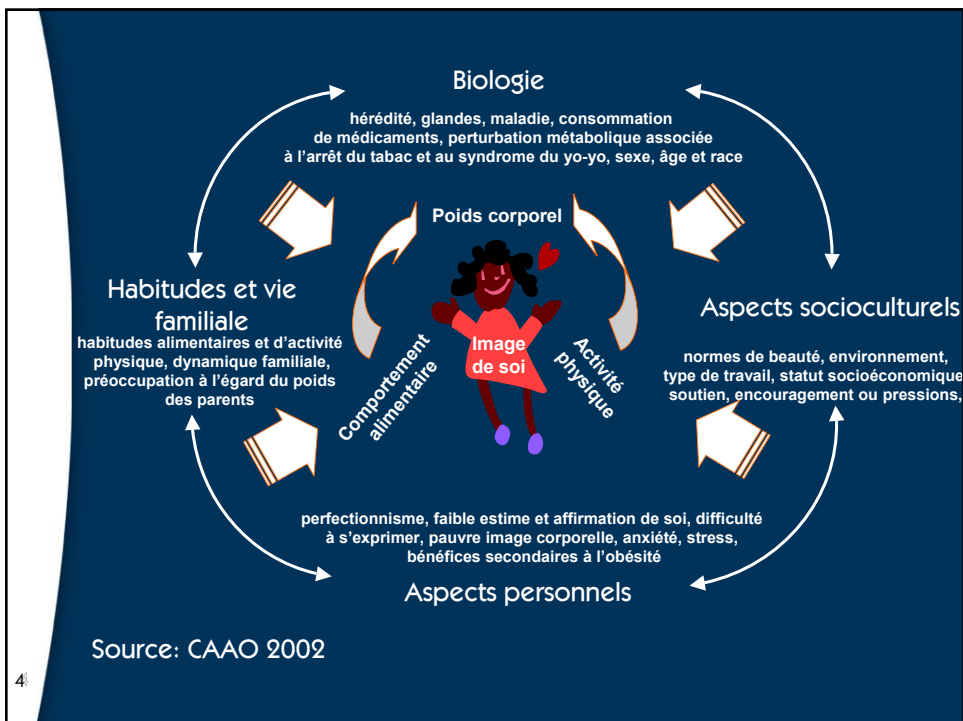 Biologie
hérédité, glandes, maladie, consommation
de médicaments, perturbation métabolique associée
à l'arrêt du tabac et au syndrome du yo-yo, sexe, âge et race
Poids corporel
Habitudes et vie
familiale
habitudes alimentaires et d'activité
physique, dynamique familiale,
préoccupation à l'égard du poids
des parents
Comportement
alimentaire
Image
de soi
Activité
physique
Aspects socioculturels
normes de beauté, environnement,
type de travail, statut socioéconomique
soutien, encouragement ou pressions,
perfectionnisme, faible estime et affirmation de soi, difficulté
à s'exprimer, pauvre image corporelle, anxiété, stress,
bénéfices secondaires à l'obésité
Aspects personnels
Source: CAAO 2002
4